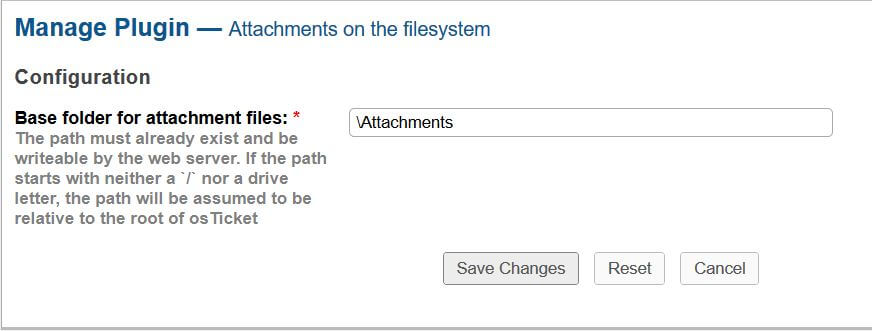 Manage Plugin — Attachments on the filesystem
Configuration
Base folder for attachment files: *
\Attachments
The path must already exist and be
writeable by the web server. If the path
starts with neither a `/` nor a drive
letter, the path will be assumed to be
relative to the root of osTicket
Save Changes Reset Cancel